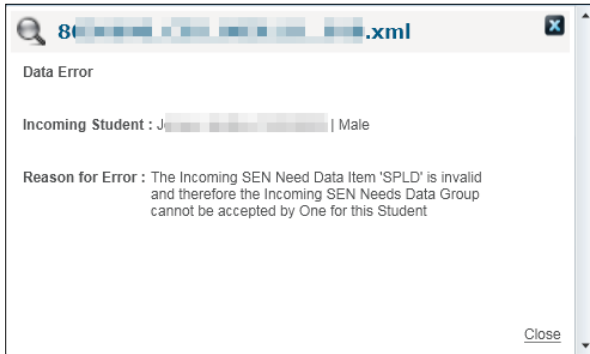 8 .xml
Data Error
Incoming Student : J | Male
Reason for Error : The Incoming SEN Need Data Item 'SPLD' is invalid
and therefore the Incoming SEN Needs Data Group
cannot be accepted by One for this Student
Close